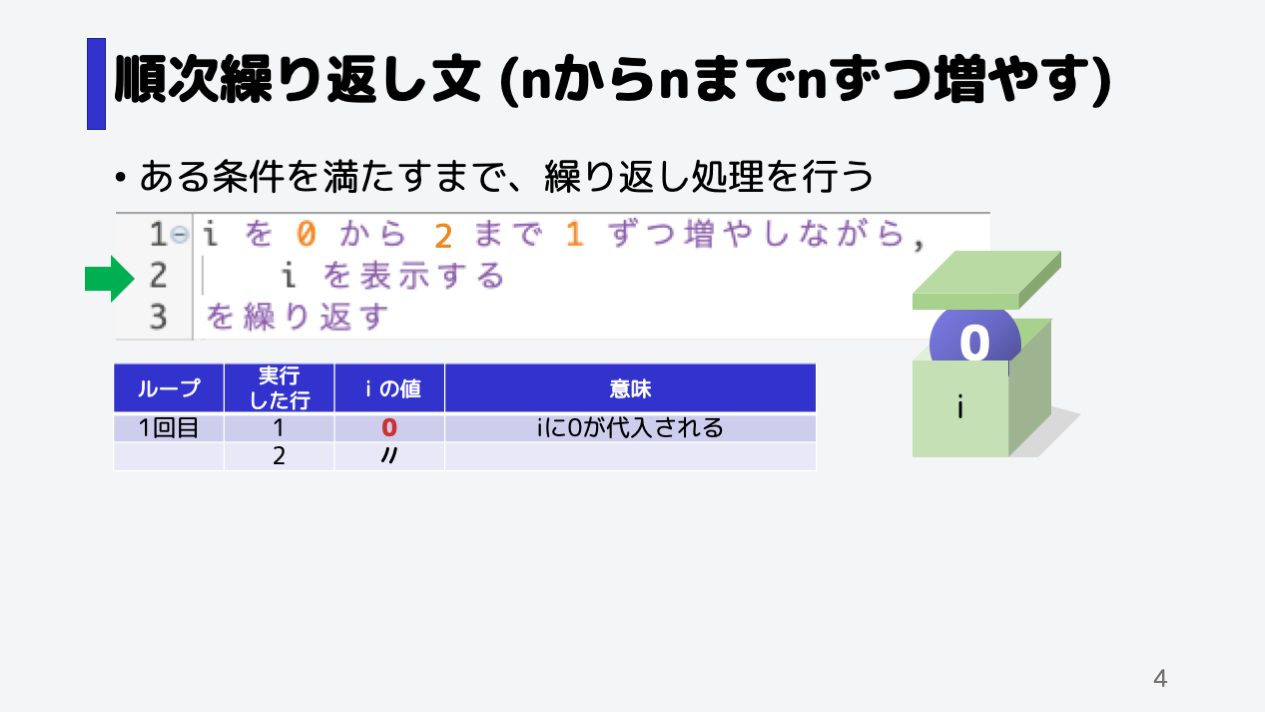 順次繰り返し文 (nからnまでnずつ増やす)
• ある条件を満たすまで、繰り返し処理を行う
1 i を 0 から 2 まで 1 ずつ増やしながら,
2 i を表示する
3 を繰り返す
0
i
ループ 実行した行 i の値 意味
1回目 1 0 iに0が代入される
2 〃
4